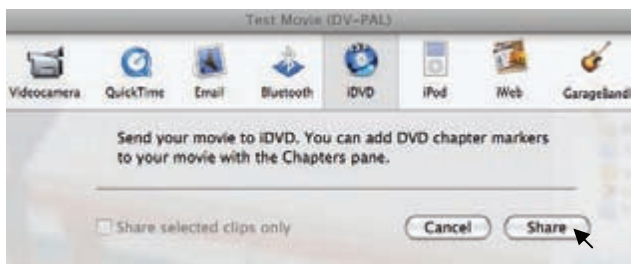 Test Movie (DV-PAL)
Videocamera QuickTime Email Bluetooth iDVD iPod iWeb GarageBand
Send your movie to iDVD. You can add DVD chapter markers
to your movie with the Chapters pane.
Share selected clips only Cancel Share